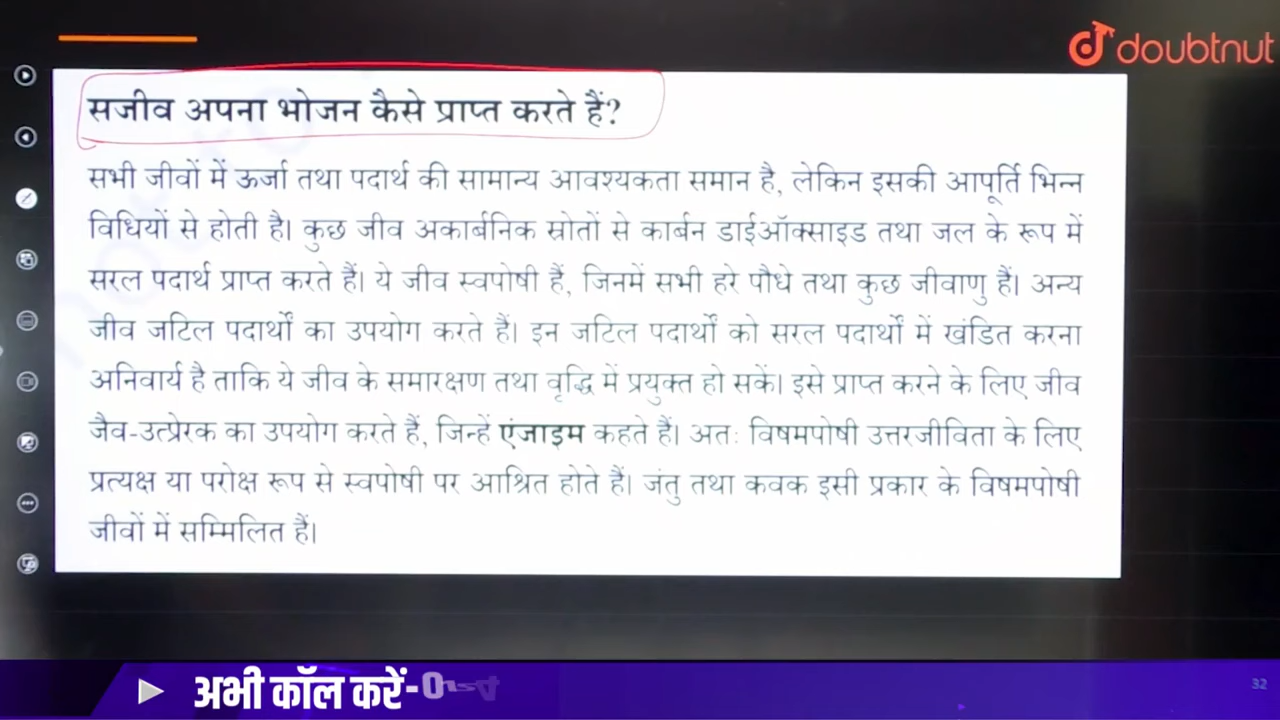 doubtnut
सजीव अपना भोजन कैसे प्राप्त करते हैं?
सभी जीवों में ऊर्जा तथा पदार्थ की सामान्य आवश्यकता समान है, लेकिन इसकी आपूर्ति भिन्न
विधियों से होती है। कुछ जीव अकार्बनिक स्रोतों से कार्बन डाईऑक्साइड तथा जल के रूप में
सरल पदार्थ प्राप्त करते हैं। ये जीव स्वपोषी हैं, जिनमें सभी हरे पौधे तथा कुछ जीवाणु हैं। अन्य
जीव जटिल पदार्थों का उपयोग करते हैं। इन जटिल पदार्थों को सरल पदार्थों में खंडित करना
अनिवार्य है ताकि ये जीव के समारक्षण तथा वृद्धि में प्रयुक्त हो सकें। इसे प्राप्त करने के लिए जीव
जैव-उत्प्रेरक का उपयोग करते हैं, जिन्हें एंजाइम कहते हैं। अतः विषमपोषी उत्तरजीविता के लिए
प्रत्यक्ष या परोक्ष रूप से स्वपोषी पर आश्रित होते हैं। जंतु तथा कवक इसी प्रकार के विषमपोषी
जीवों में सम्मिलित हैं।
अभी कॉल करें-0
32